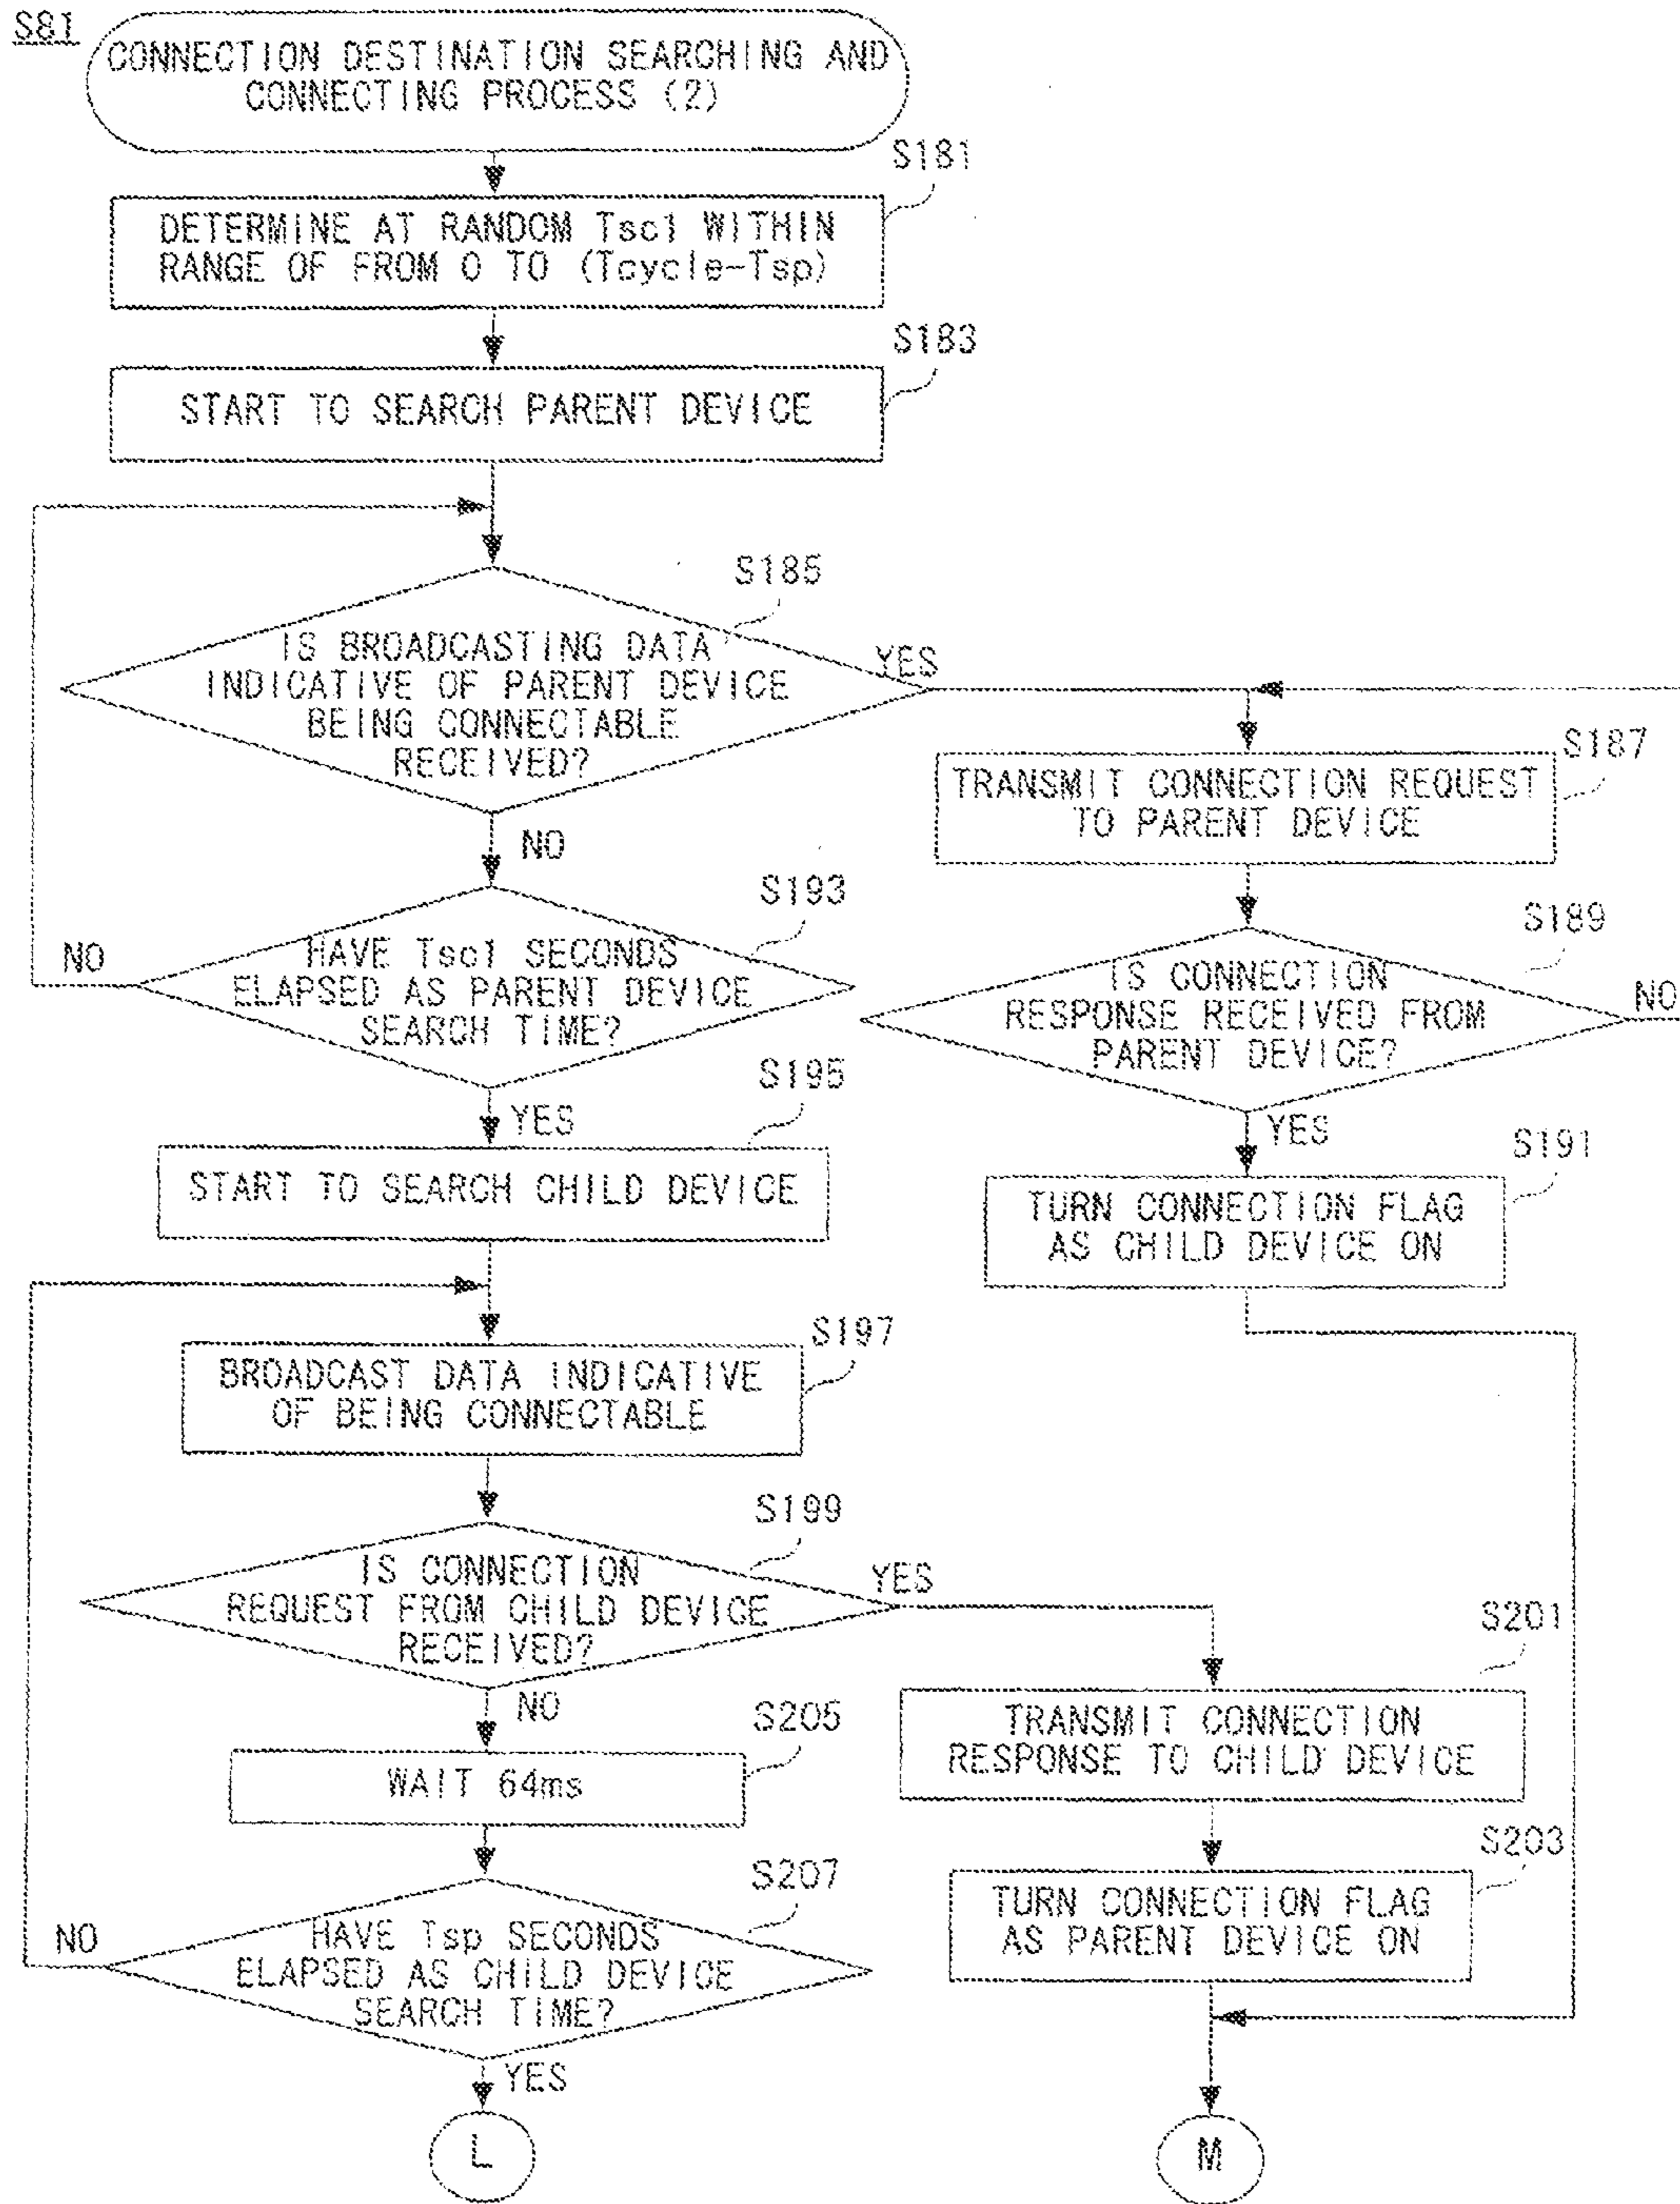 S81
CONNECTION DESTINATION SEARCHING AND
CONNECTING PROCESS (2)
S181
DETERMINE AT RANDOM Tsc1 WITHIN
RANGE OF FROM 0 TO (Tcycle-Tsp)
S183
START TO SEARCH PARENT DEVICE
S185
IS BROADCASTING DATA
INDICATIVE OF PARENT DEVICE
BEING CONNECTABLE
RECEIVED?
YES
NO
S187
TRANSMIT CONNECTION REQUEST
TO PARENT DEVICE
S193
HAVE Tsc1 SECONDS
ELAPSED AS PARENT DEVICE
SEARCH TIME?
NO
YES
S189
IS CONNECTION
RESPONSE RECEIVED FROM
PARENT DEVICE?
NO
YES
S195
START TO SEARCH CHILD DEVICE
S191
TURN CONNECTION FLAG
AS CHILD DEVICE ON
S197
BROADCAST DATA INDICATIVE
OF BEING CONNECTABLE
S199
IS CONNECTION
REQUEST FROM CHILD DEVICE
RECEIVED?
YES
NO
S201
TRANSMIT CONNECTION
RESPONSE TO CHILD DEVICE
S205
WAIT 64ms
S203
TURN CONNECTION FLAG
AS PARENT DEVICE ON
S207
HAVE Tsp SECONDS
ELAPSED AS CHILD DEVICE
SEARCH TIME?
NO
YES
L
M